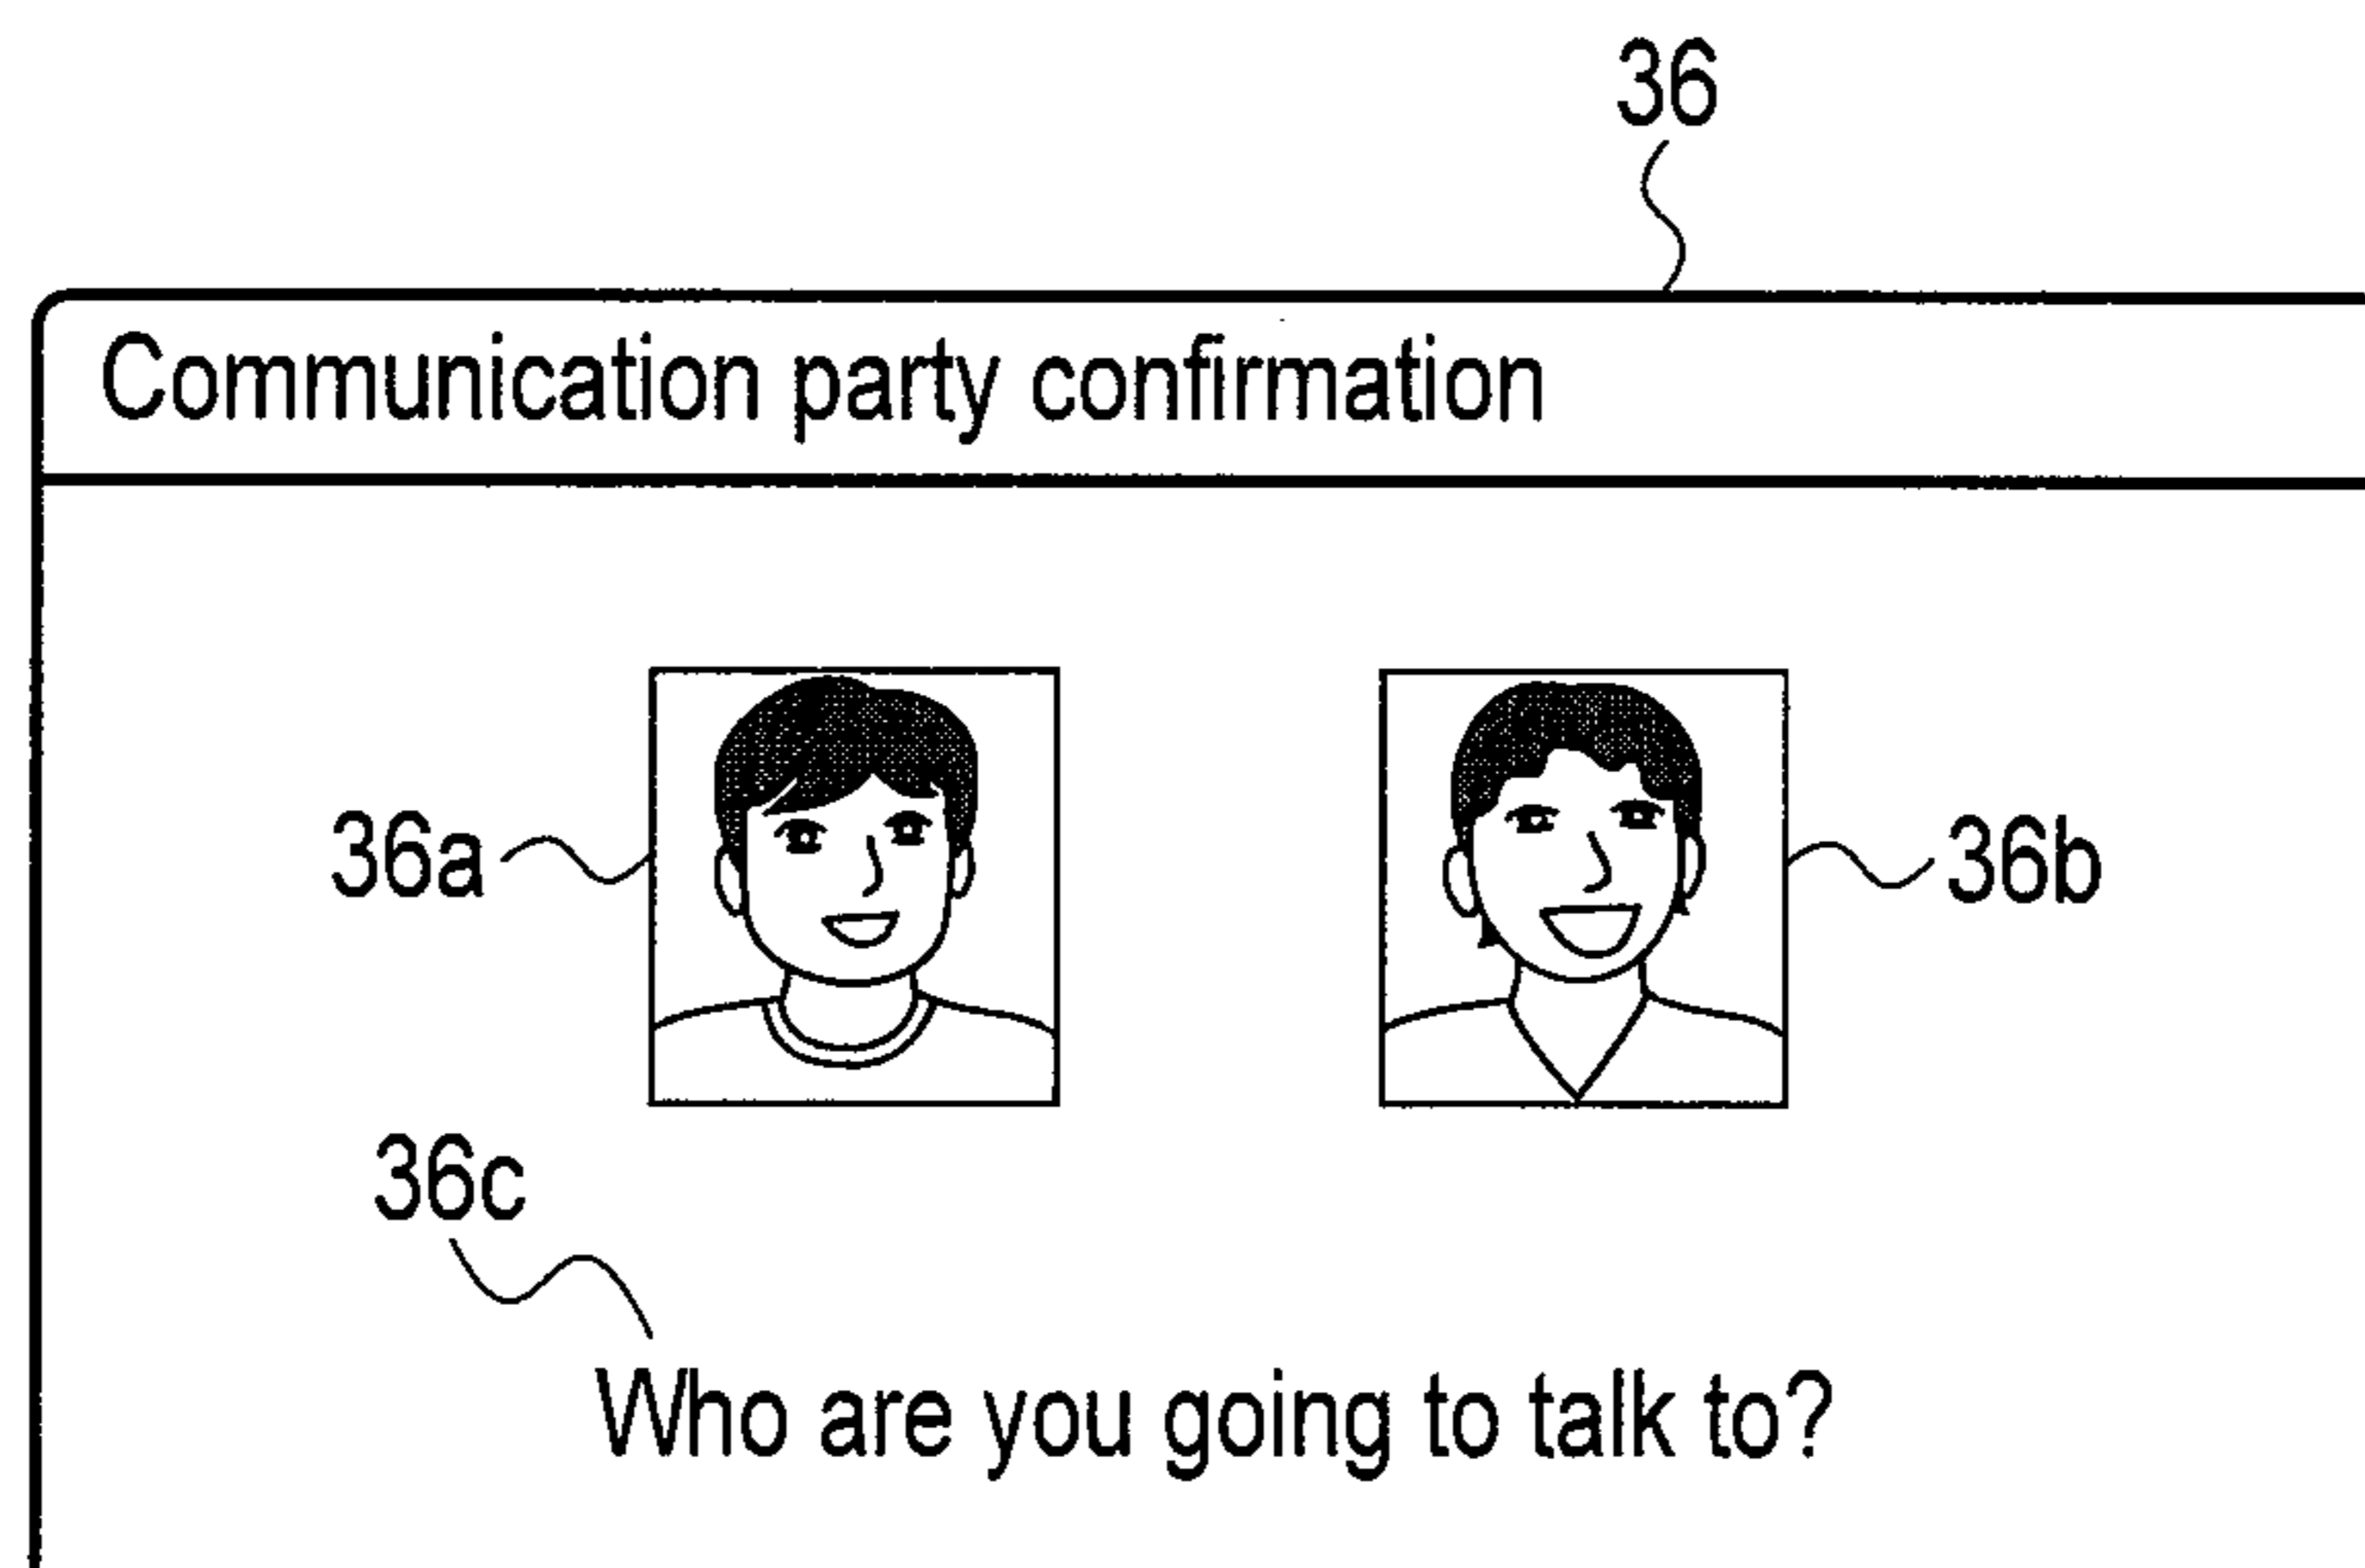 36
Communication party confirmation
36a
36b
36c
Who are you going to talk to?